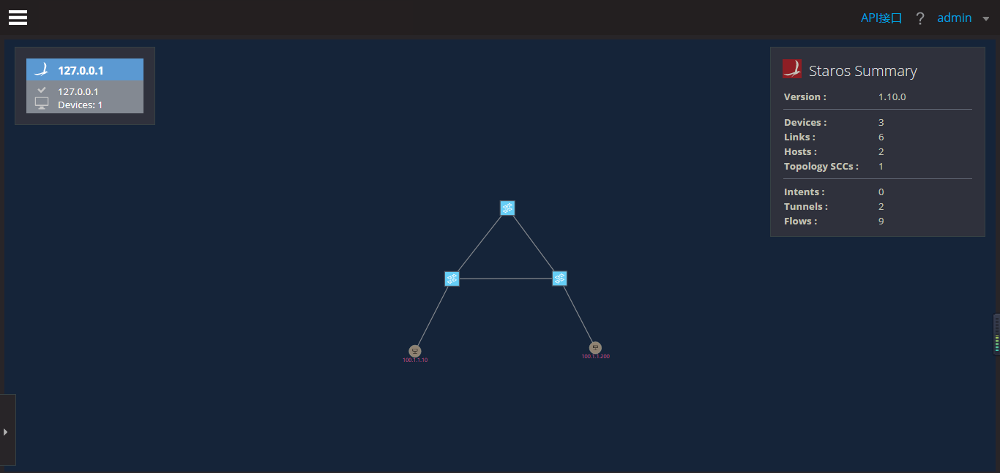 API接口 ? admin
127.0.0.1
127.0.0.1
Devices: 1
Staros Summary
Version : 1.10.0
Devices : 3
Links : 6
Hosts : 2
Topology SCCs : 1
Intents : 0
Tunnels : 2
Flows : 9
100.1.1.10
100.1.1.200